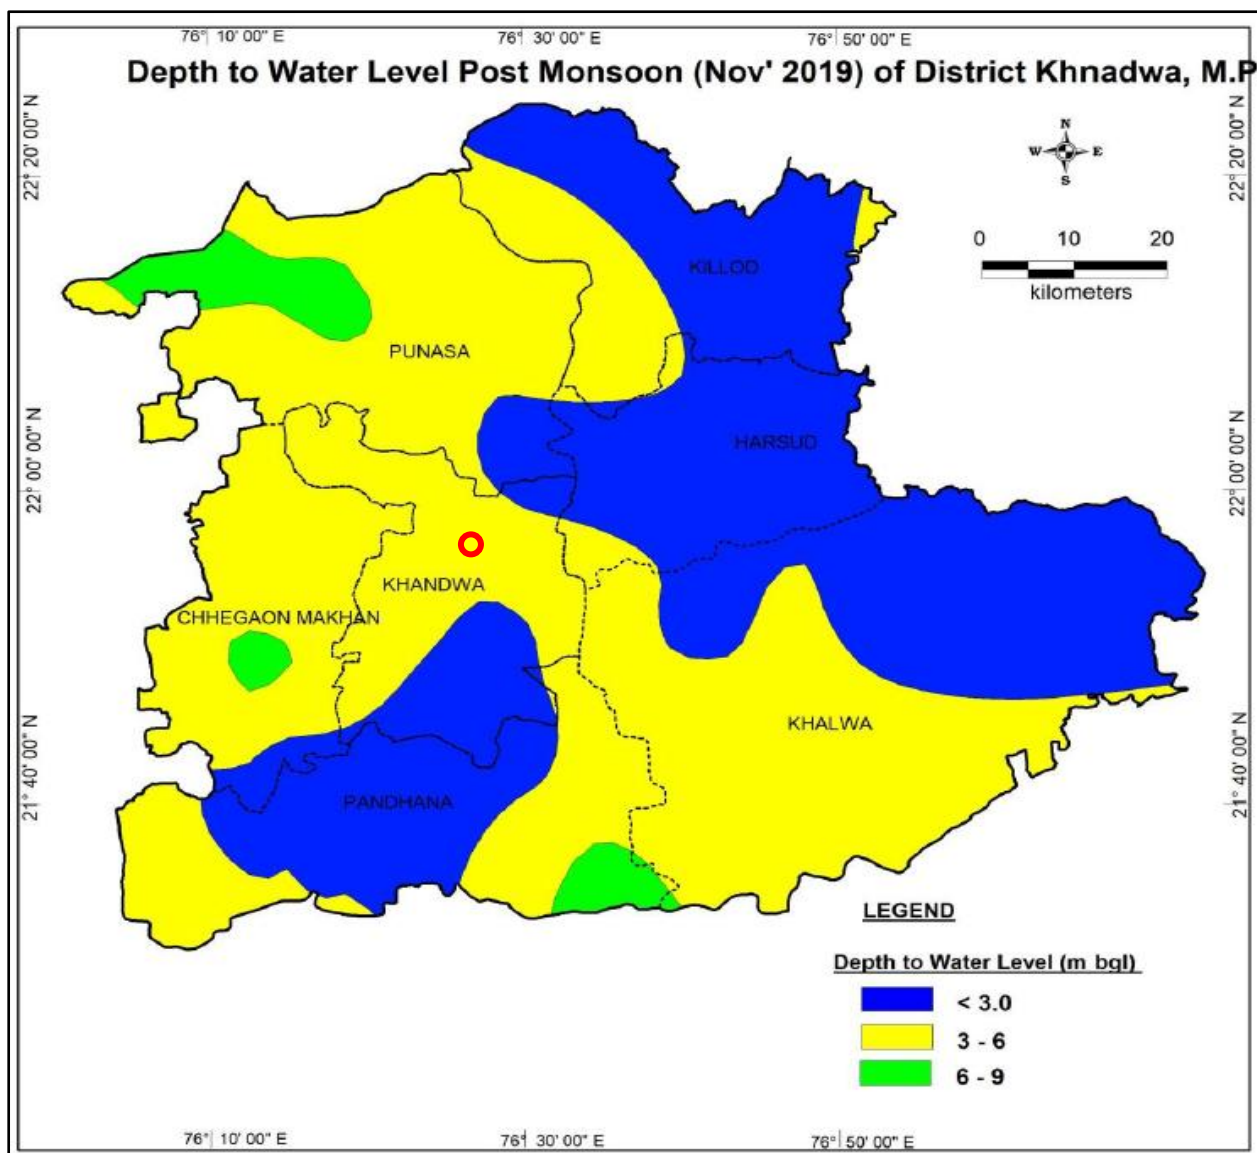 76° 10' 00" E 76° 30' 00" E 76° 50' 00" E
Depth to Water Level Post Monsoon (Nov' 2019) of District Khnadwa, M.P
22° 20' 00" N
22° 20' 00" N
N
W E
S
0 10 20
kilometers
KILLOD
PUNASA
HARSUD
22° 00' 00" N
22° 00' 00" N
KHANDWA
CHHEGAON MAKHAN
KHALWA
21° 40' 00" N
21° 40' 00" N
PANDHANA
LEGEND
Depth to Water Level (m bgl)
< 3.0
3 - 6
6 - 9
76° 10' 00" E 76° 30' 00" E 76° 50' 00" E